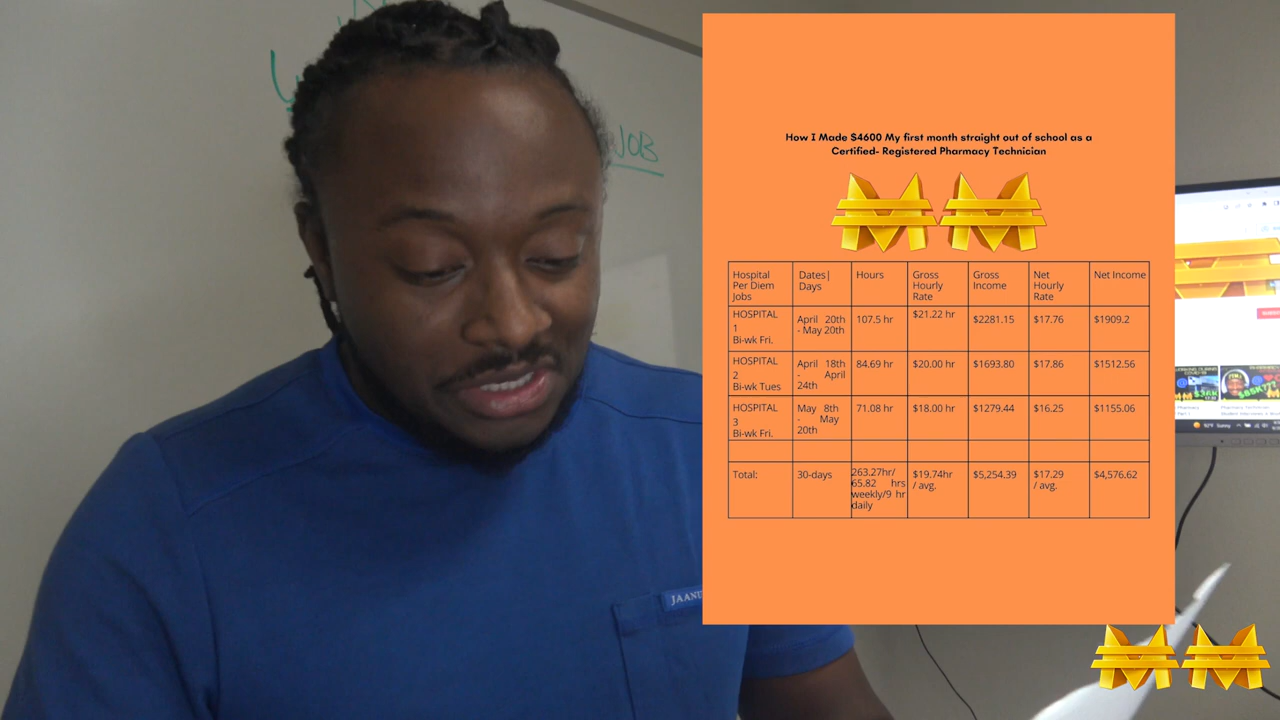 JOB
How I Made $4600 My first month straight out of school as a
Certified- Registered Pharmacy Technician
Hospital
Per Diem
Jobs
Dates|
Days
Hours
Gross
Hourly
Rate
Gross
Income
Net
Hourly
Rate
Net Income
HOSPITAL
1
Bi-wk Fri.
April 20th
- May 20th
107.5 hr
$21.22 hr
$2281.15
$17.76
$1909.2
HOSPITAL
2
Bi-wk Tues
April 18th
- April
24th
84.69 hr
$20.00 hr
$1693.80
$17.86
$1512.56
HOSPITAL
3
Bi-wk Fri.
May 8th
- May
20th
71.08 hr
$18.00 hr
$1279.44
$16.25
$1155.06
Total:
30-days
263.27hr/
65.82 hrs
weekly/9 hr
daily
$19.74hr
/ avg.
$5,254.39
$17.29
/ avg.
$4,576.62
MM
JAANU
MM